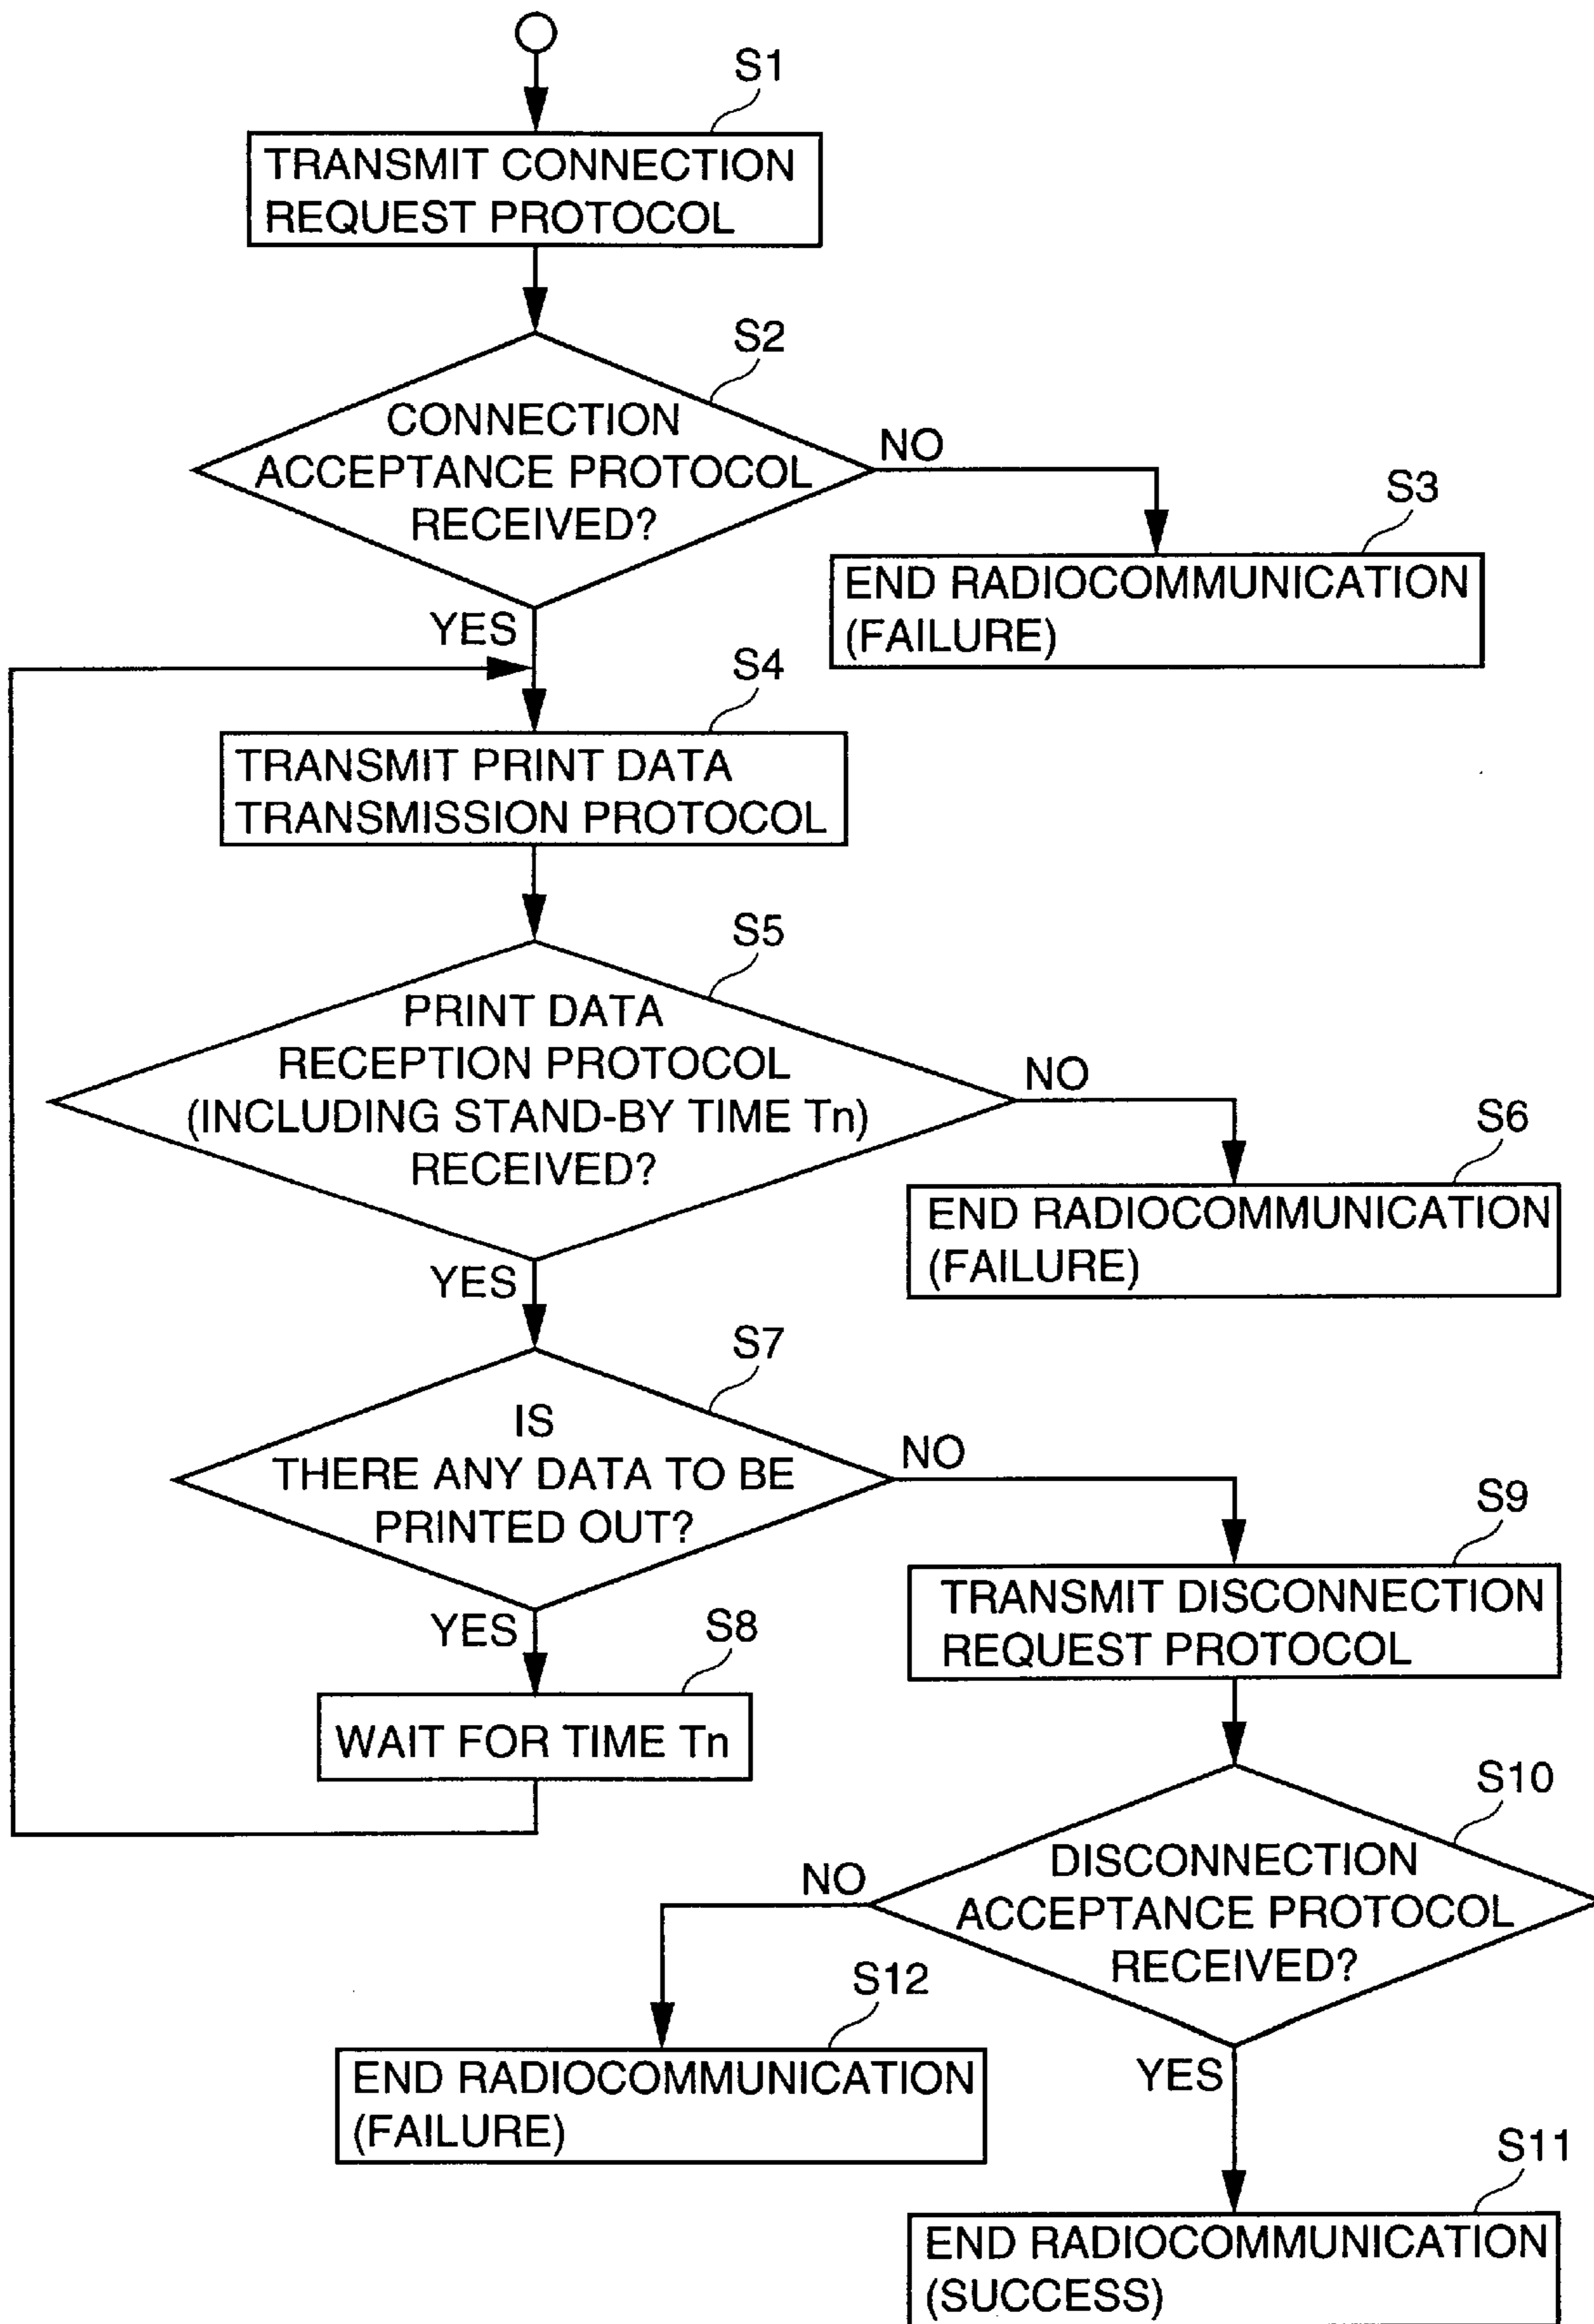 S1
TRANSMIT CONNECTION
REQUEST PROTOCOL
S2
CONNECTION
ACCEPTANCE PROTOCOL
RECEIVED?
NO
YES
S3
END RADIOCOMMUNICATION
(FAILURE)
S4
TRANSMIT PRINT DATA
TRANSMISSION PROTOCOL
S5
PRINT DATA
RECEPTION PROTOCOL
(INCLUDING STAND-BY TIME Tn)
RECEIVED?
NO
YES
S6
END RADIOCOMMUNICATION
(FAILURE)
S7
IS
THERE ANY DATA TO BE
PRINTED OUT?
NO
YES
S8
WAIT FOR TIME Tn
S9
TRANSMIT DISCONNECTION
REQUEST PROTOCOL
S10
DISCONNECTION
ACCEPTANCE PROTOCOL
RECEIVED?
NO
YES
S12
END RADIOCOMMUNICATION
(FAILURE)
S11
END RADIOCOMMUNICATION
(SUCCESS)